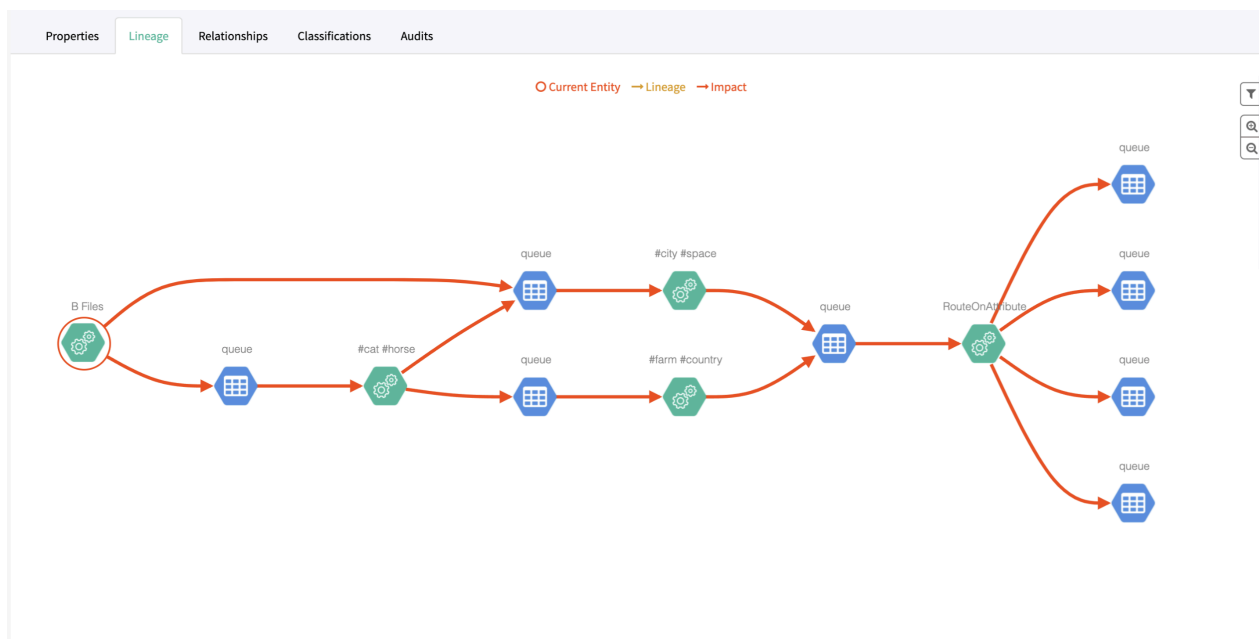 Properties
Lineage
Relationships
Classifications
Audits
Current Entity
Lineage
Impact
queue
queue
#city #space
queue
B Files
queue
RouteOnAttribute
queue
#cat #horse
queue
#farm #country
queue
queue